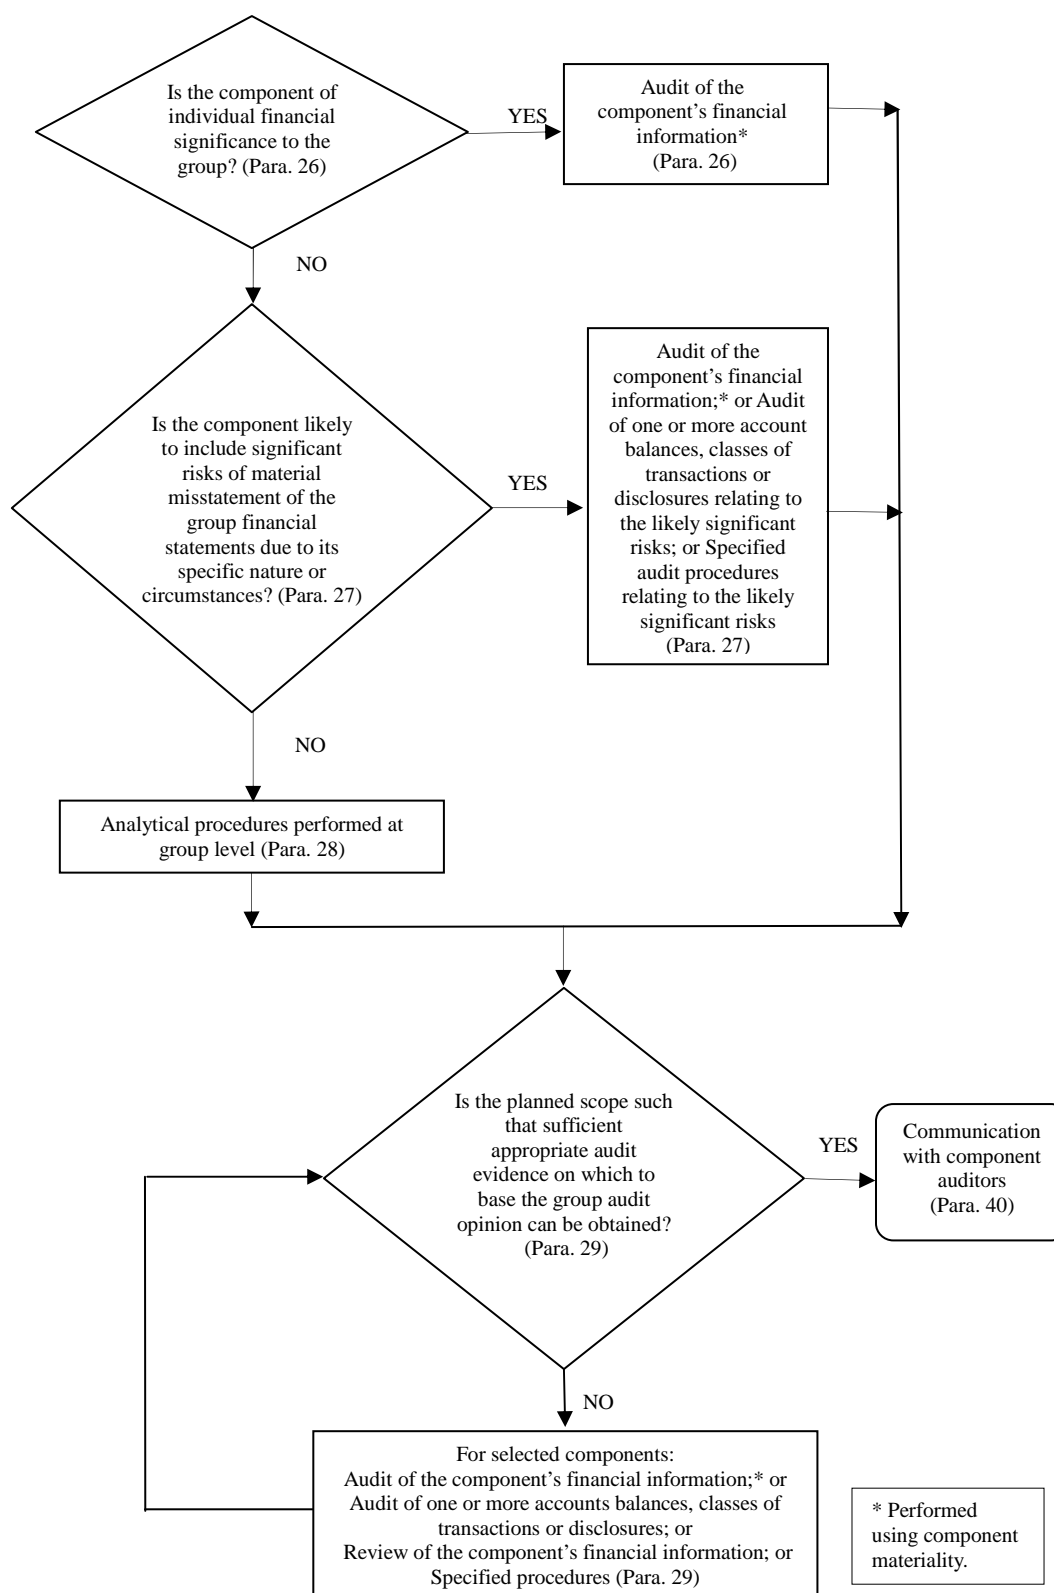 Is the component of
individual financial
significance to the
group? (Para. 26)
YES
Audit of the
component’s financial
information*
(Para. 26)
NO
Is the component likely
to include significant
risks of material
misstatement of the
group financial
statements due to its
specific nature or
circumstances? (Para. 27)
YES
Audit of the
component’s financial
information;* or Audit
of one or more account
balances, classes of
transactions or
disclosures relating to
the likely significant
risks; or Specified
audit procedures
relating to the likely
significant risks
(Para. 27)
NO
Analytical procedures performed at
group level (Para. 28)
Is the planned scope such
that sufficient
appropriate audit
evidence on which to
base the group audit
opinion can be obtained?
(Para. 29)
YES
Communication
with component
auditors
(Para. 40)
NO
For selected components:
Audit of the component’s financial information;* or
Audit of one or more accounts balances, classes of
transactions or disclosures; or
Review of the component’s financial information; or
Specified procedures (Para. 29)
* Performed
using component
materiality.